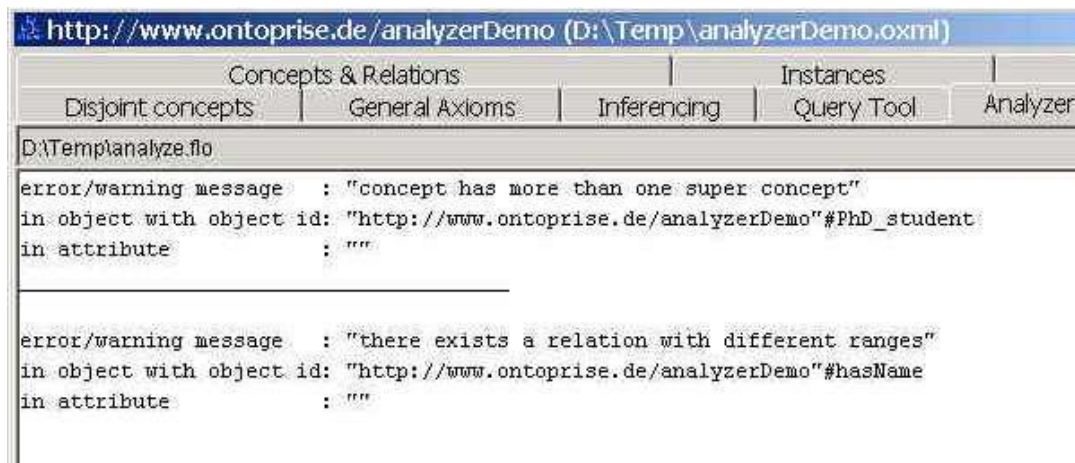 http://www.ontoprise.de/analyzerDemo (D:\Temp\analyzerDemo.oxml)
Concepts & Relations Instances
Disjoint concepts General Axioms Inferencing Query Tool Analyzer
D:\Temp\analyze.flo
error/warning message : "concept has more than one super concept"
in object with object id: "http://www.ontoprise.de/analyzerDemo"#PhD_student
in attribute : ""
error/warning message : "there exists a relation with different ranges"
in object with object id: "http://www.ontoprise.de/analyzerDemo"#hasName
in attribute : ""